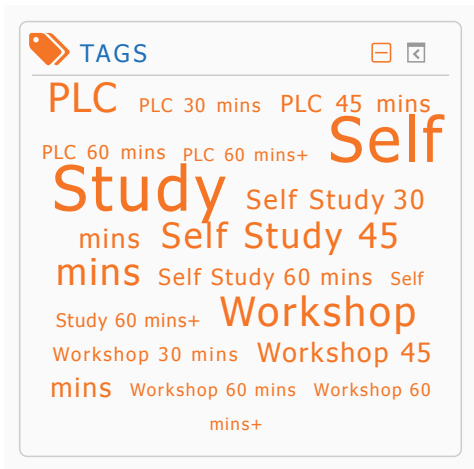 TAGS
PLC PLC 30 mins PLC 45 mins
PLC 60 mins PLC 60 mins+ Self
Study Self Study 30
mins Self Study 45
mins Self Study 60 mins Self
Study 60 mins+ Workshop
Workshop 30 mins Workshop 45
mins Workshop 60 mins Workshop 60
mins+